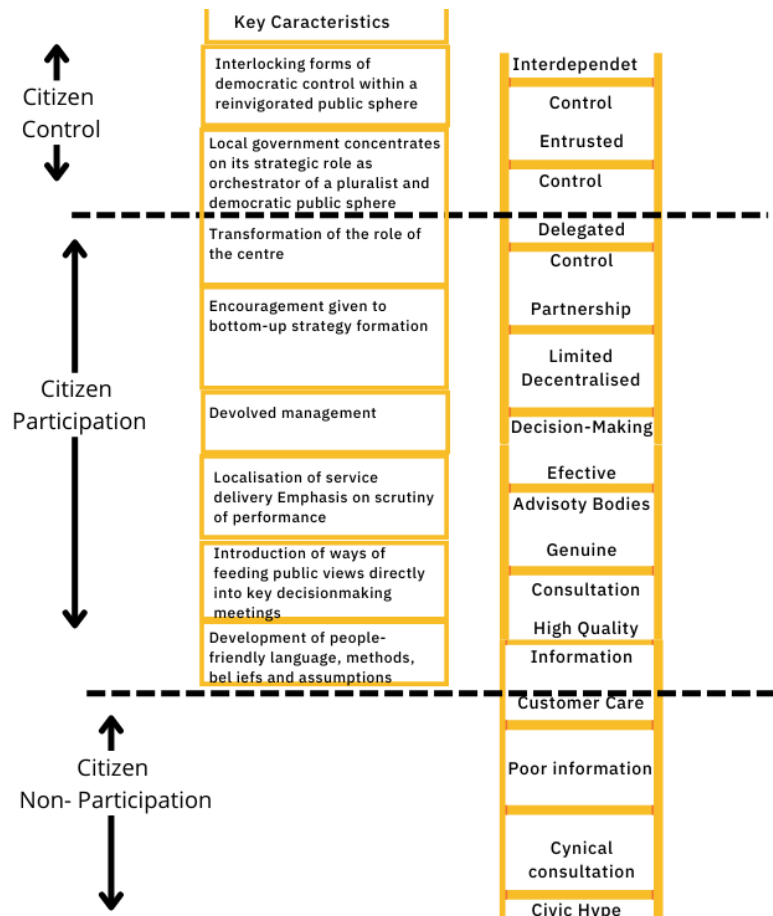 Key Caracteristics
Citizen
Control
Interlocking forms of
democratic control within a
reinvigorated public sphere
Local government concentrates
on its strategic role as
orchestrator of a pluralist and
democratic public sphere
Transformation of the role of
the centre
Encouragement given to
bottom-up strategy formation
Citizen
Participation
Devolved management
Localisation of service
delivery Emphasis on scrutiny
of performance
Introduction of ways of
feeding public views directly
into key decisionmaking
meetings
Development of people-
friendly language, methods,
bel iefs and assumptions
Citizen
Non- Participation
Interdependet
Control
Entrusted
Control
Delegated
Control
Partnership
Limited
Decentralised
Decision-Making
Efective
Advisoty Bodies
Genuine
Consultation
High Quality
Information
Customer Care
Poor information
Cynical
consultation
Civic Hype